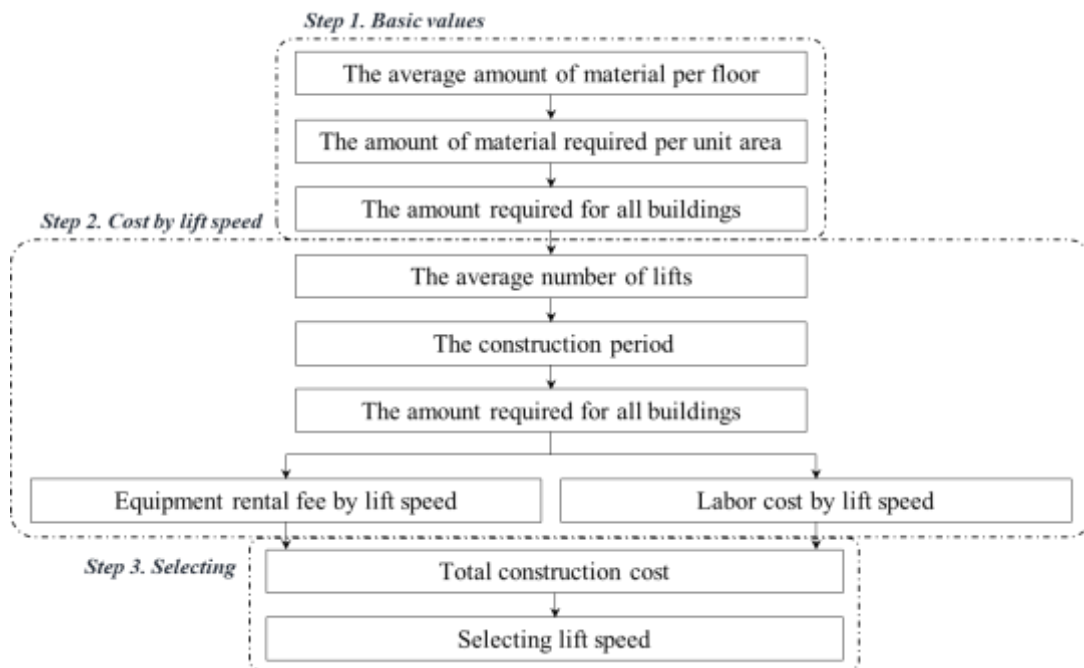 Step 1. Basic values
The average amount of material per floor
The amount of material required per unit area
The amount required for all buildings
Step 2. Cost by lift speed
The average number of lifts
The construction period
The amount required for all buildings
Equipment rental fee by lift speed
Labor cost by lift speed
Step 3. Selecting
Total construction cost
Selecting lift speed